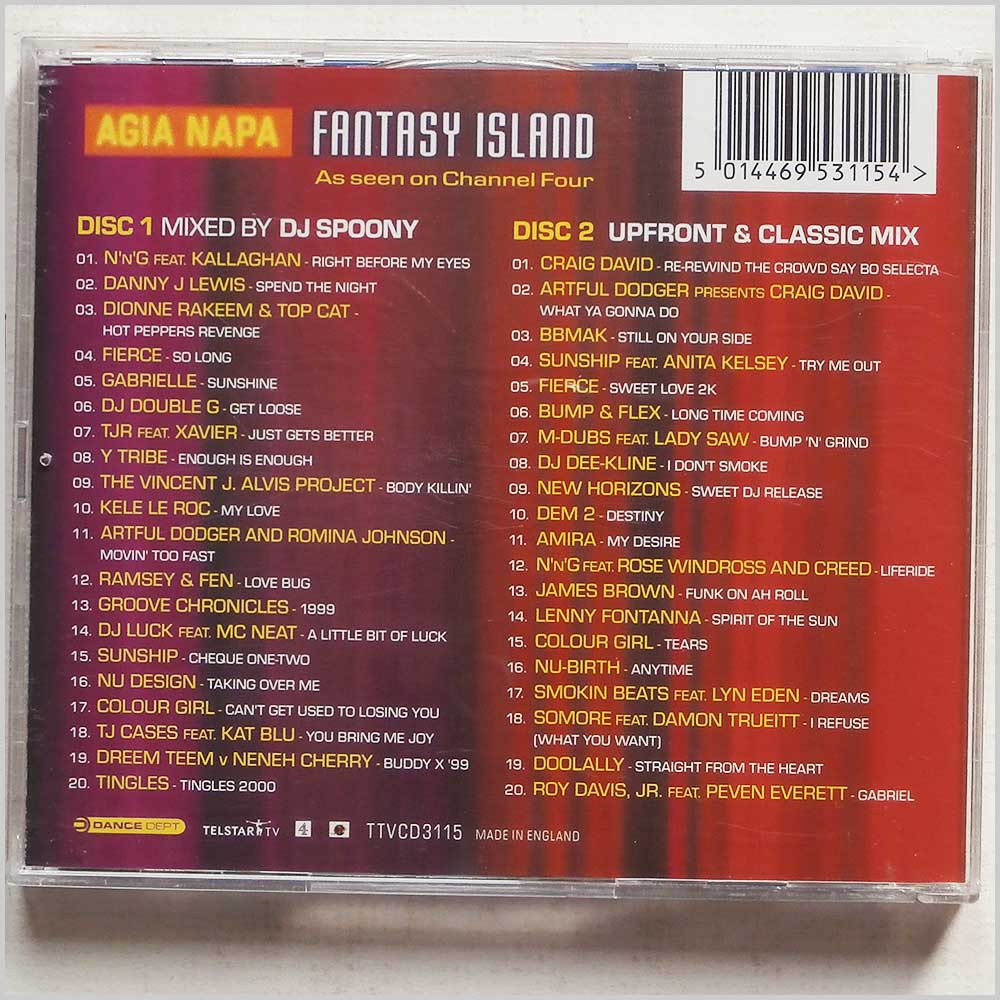 AGIA NAPA FANTASY ISLAND
As seen on Channel Four
5 014469 531154 >
DISC 1 MIXED BY DJ SPOONY
01. N'n'G FEAT. KALLAGHAN - RIGHT BEFORE MY EYES
02. DANNY J LEWIS - SPEND THE NIGHT
03. DIONNE RAKEEM & TOP CAT -
HOT PEPPERS REVENGE
04. FIERCE - SO LONG
05. GABRIELLE - SUNSHINE
06. DJ DOUBLE G - GET LOOSE
07. TJR FEAT. XAVIER - JUST GETS BETTER
08. Y TRIBE - ENOUGH IS ENOUGH
09. THE VINCENT J. ALVIS PROJECT - BODY KILLIN'
10. KELE LE ROC - MY LOVE
11. ARTFUL DODGER AND ROMINA JOHNSON -
MOVIN' TOO FAST
12. RAMSEY & FEN - LOVE BUG
13. GROOVE CHRONICLES - 1999
14. DJ LUCK FEAT. MC NEAT - A LITTLE BIT OF LUCK
15. SUNSHIP - CHEQUE ONE-TWO
16. NU DESIGN - TAKING OVER ME
17. COLOUR GIRL - CAN'T GET USED TO LOSING YOU
18. TJ CASES FEAT. KAT BLU - YOU BRING ME JOY
19. DREEM TEEM v NENEH CHERRY - BUDDY X '99
20. TINGLES - TINGLES 2000
DISC 2 UPFRONT & CLASSIC MIX
01. CRAIG DAVID - RE-REWIND THE CROWD SAY BO SELECTA
02. ARTFUL DODGER PRESENTS CRAIG DAVID -
WHAT YA GONNA DO
03. BBMAK - STILL ON YOUR SIDE
04. SUNSHIP FEAT. ANITA KELSEY - TRY ME OUT
05. FIERCE - SWEET LOVE 2K
06. BUMP & FLEX - LONG TIME COMING
07. M-DUBS FEAT. LADY SAW - BUMP 'N' GRIND
08. DJ DEE-KLINE - I DON'T SMOKE
09. NEW HORIZONS - SWEET DJ RELEASE
10. DEM 2 - DESTINY
11. AMIRA - MY DESIRE
12. N'n'G FEAT. ROSE WINDROSS AND CREED - LIFERIDE
13. JAMES BROWN - FUNK ON AH ROLL
14. LENNY FONTANNA - SPIRIT OF THE SUN
15. COLOUR GIRL - TEARS
16. NU-BIRTH - ANYTIME
17. SMOKIN BEATS FEAT. LYN EDEN - DREAMS
18. SOMORE FEAT. DAMON TRUEITT - I REFUSE
(WHAT YOU WANT)
19. DOOLALLY - STRAIGHT FROM THE HEART
20. ROY DAVIS, JR. FEAT. PEVEN EVERETT - GABRIEL
DANCE DEPT TELSTAR TV 4 TTVCD3115 MADE IN ENGLAND